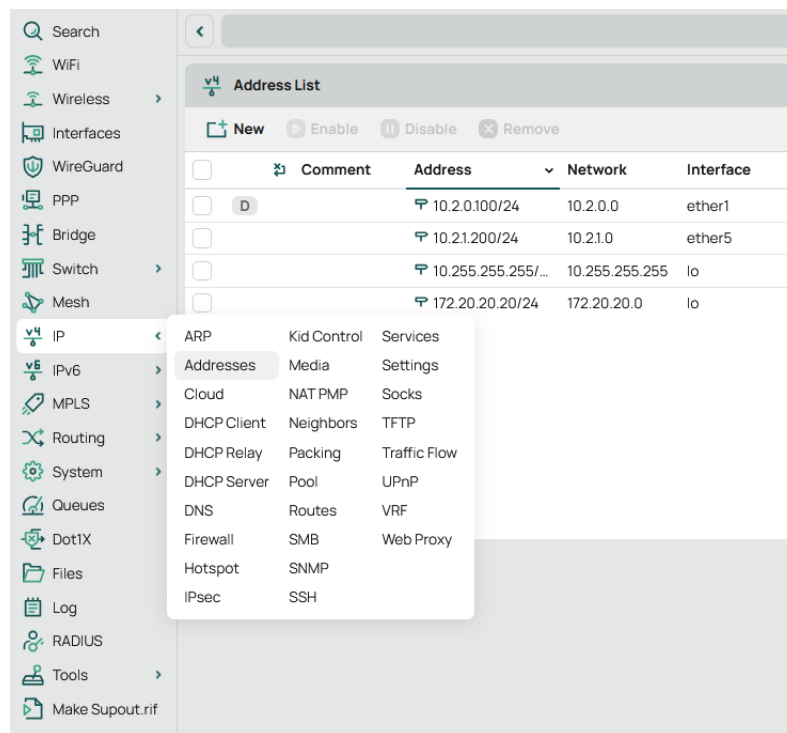 Search
WiFi
Wireless
Interfaces
WireGuard
PPP
Bridge
Switch
Mesh
v4 IP
v6 IPv6
MPLS
Routing
System
Queues
Dot1X
Files
Log
RADIUS
Tools
Make Supout.rif
v4 Address List
New Enable Disable Remove
Comment Address Network Interface
D 10.2.0.100/24 10.2.0.0 ether1
10.2.1.200/24 10.2.1.0 ether5
10.255.255.255/... 10.255.255.255 lo
172.20.20.20/24 172.20.20.0 lo
ARP Kid Control Services
Addresses Media Settings
Cloud NAT PMP Socks
DHCP Client Neighbors TFTP
DHCP Relay Packing Traffic Flow
DHCP Server Pool UPnP
DNS Routes VRF
Firewall SMB Web Proxy
Hotspot SNMP
IPsec SSH